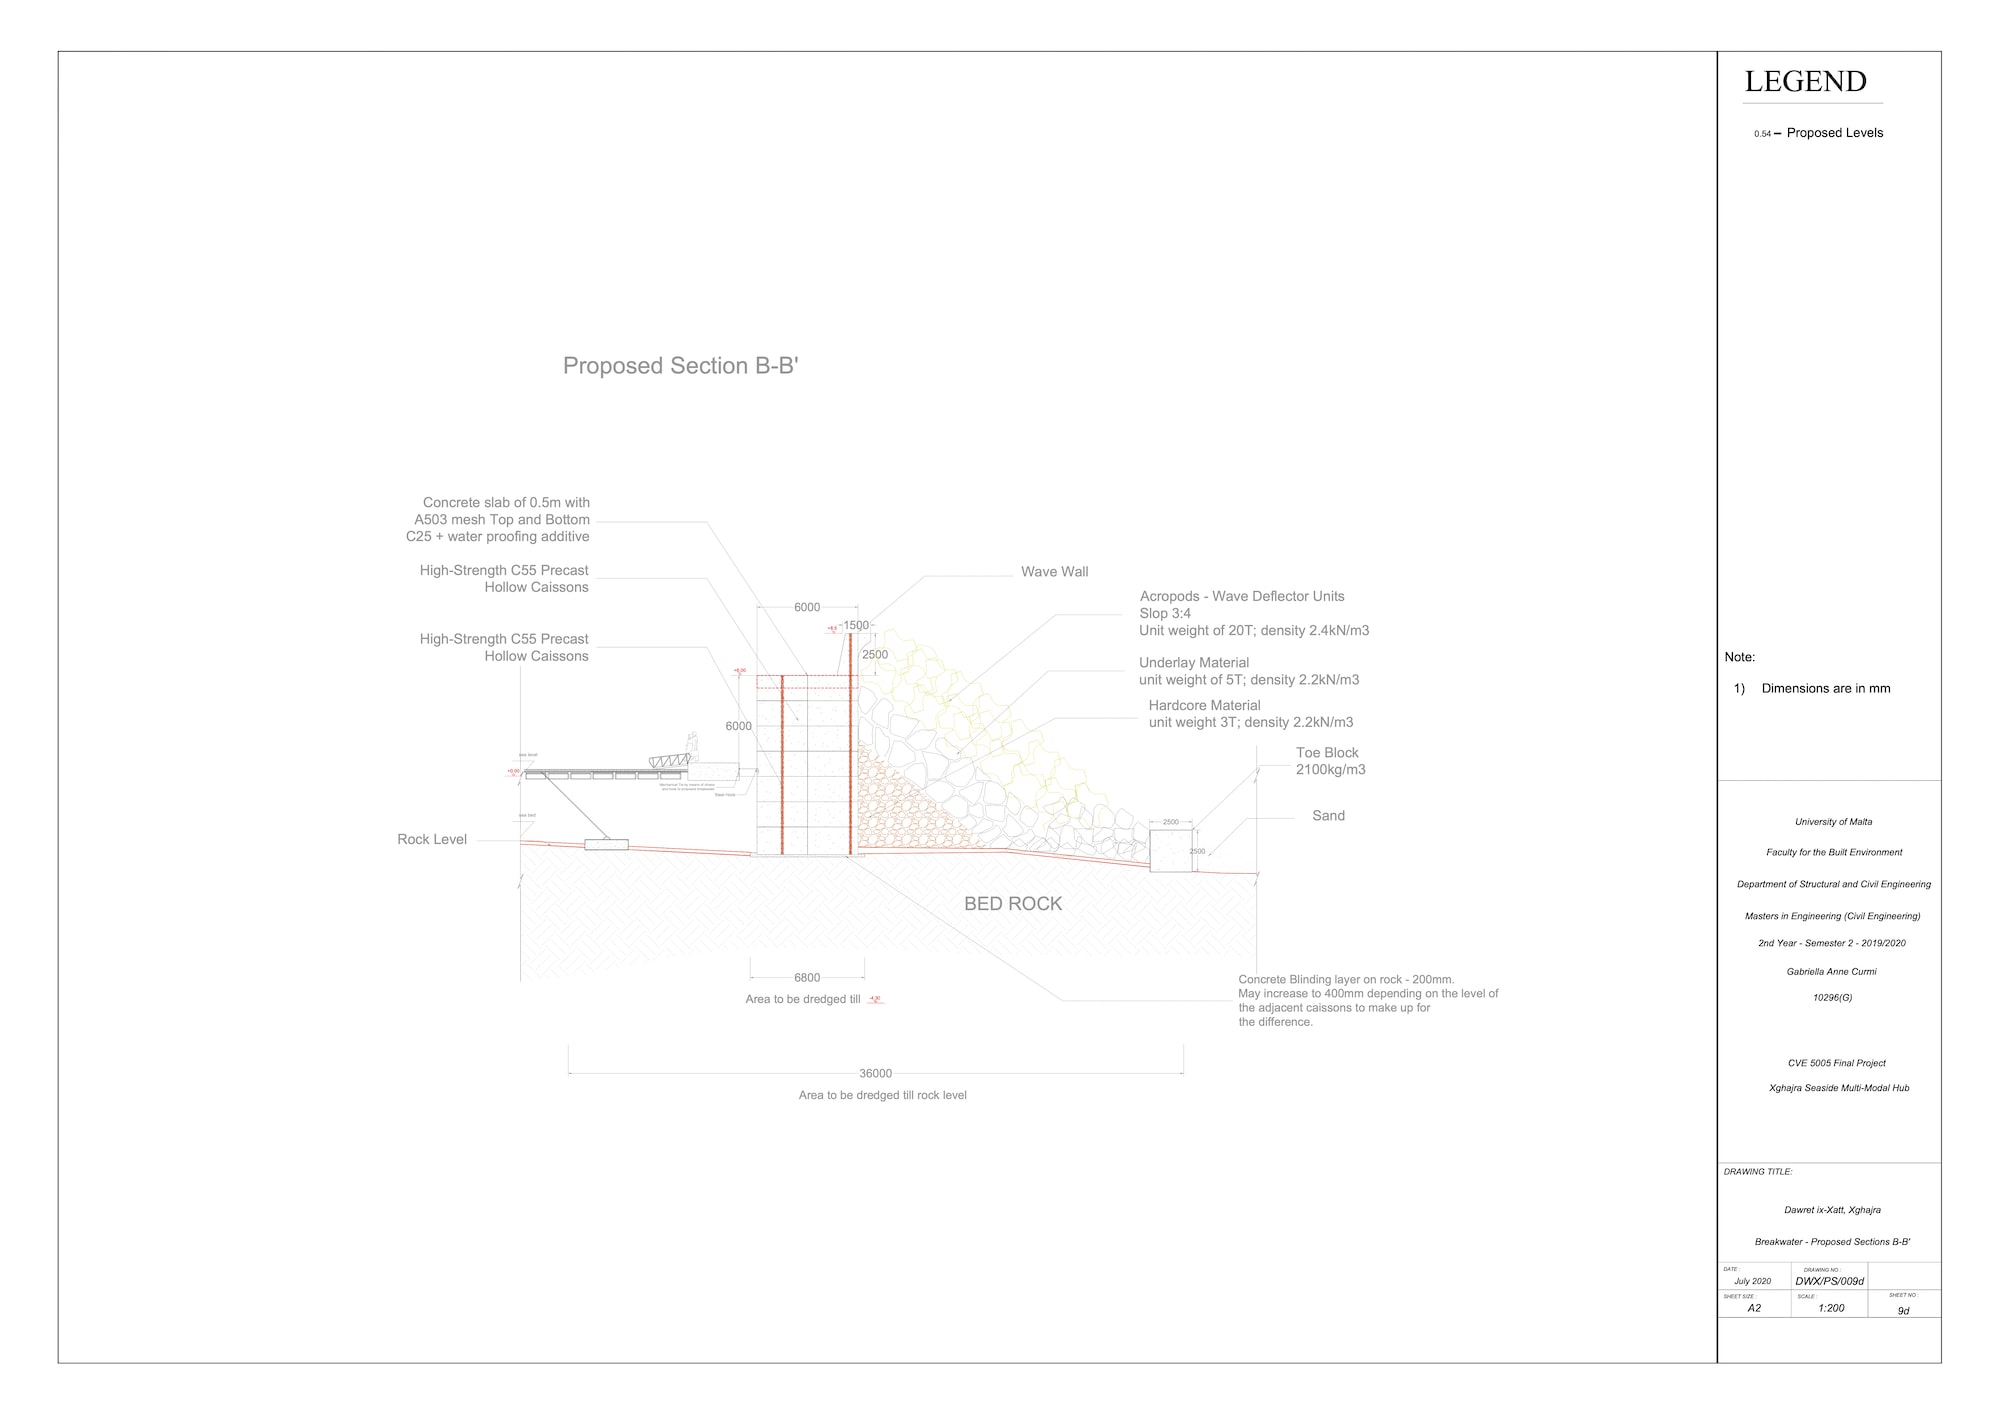 LEGEND
0.54 – Proposed Levels
Proposed Section B-B'
Concrete slab of 0.5m with
A503 mesh Top and Bottom
C25 + water proofing additive
High-Strength C55 Precast
Hollow Caissons
High-Strength C55 Precast
Hollow Caissons
Wave Wall
Acropods - Wave Deflector Units
Slop 3:4
Unit weight of 20T; density 2.4kN/m3
Underlay Material
unit weight of 5T; density 2.2kN/m3
Hardcore Material
unit weight 3T; density 2.2kN/m3
Toe Block
2100kg/m3
Sand
6000
1500
2500
+6.00
6000
sea level
+0.00
sea bed
Rock Level
2500
2500
BED ROCK
6800
Area to be dredged till
-4.30
Concrete Blinding layer on rock - 200mm.
May increase to 400mm depending on the level of
the adjacent caissons to make up for
the difference.
36000
Area to be dredged till rock level
Note:
1) Dimensions are in mm
University of Malta
Faculty for the Built Environment
Department of Structural and Civil Engineering
Masters in Engineering (Civil Engineering)
2nd Year - Semester 2 - 2019/2020
Gabriella Anne Curmi
10296(G)
CVE 5005 Final Project
Xghajra Seaside Multi-Modal Hub
DRAWING TITLE:
Dawret ix-Xatt, Xghajra
Breakwater - Proposed Sections B-B'
DATE :
July 2020
DRAWING NO :
DWX/PS/009d
SHEET SIZE :
A2
SCALE :
1:200
SHEET NO :
9d